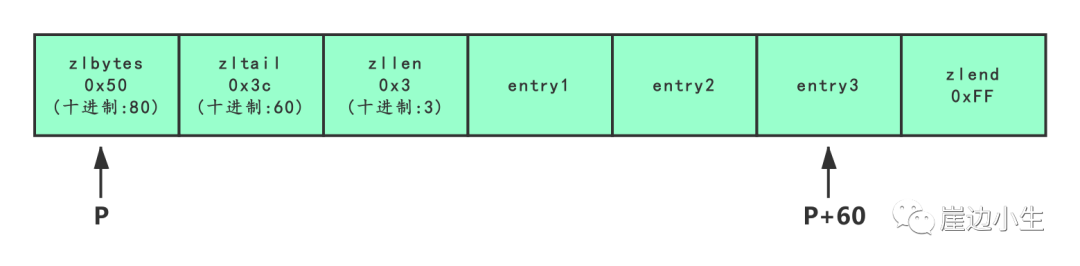 zlbytes
0x50
(十进制:80)
zltail
0x3c
(十进制:60)
zllen
0x3
(十进制:3)
entry1
entry2
entry3
zlend
0xFF
P
P+60
崖边小生